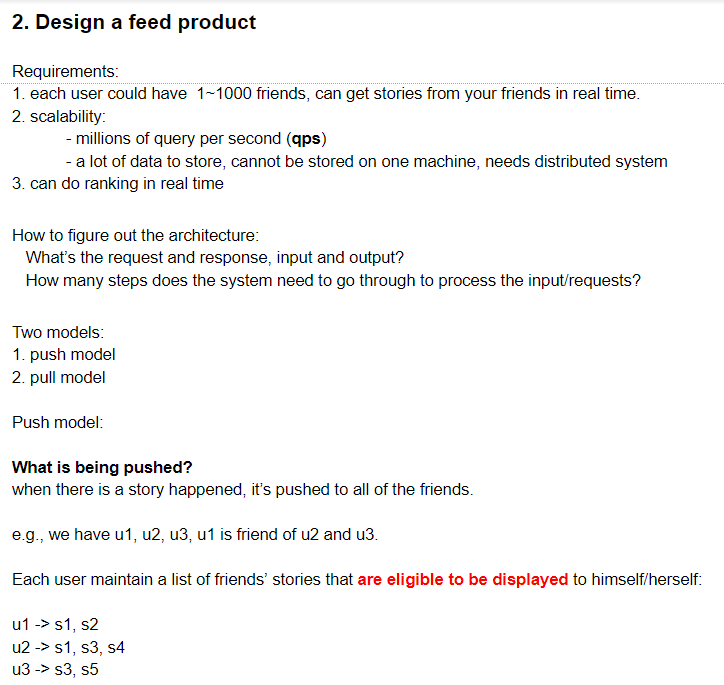 2. Design a feed product
Requirements:
1. each user could have 1~1000 friends, can get stories from your friends in real time.
2. scalability:
- millions of query per second (qps)
- a lot of data to store, cannot be stored on one machine, needs distributed system
3. can do ranking in real time
How to figure out the architecture:
What's the request and response, input and output?
How many steps does the system need to go through to process the input/requests?
Two models:
1. push model
2. pull model
Push model:
What is being pushed?
when there is a story happened, it's pushed to all of the friends.
e.g., we have u1, u2, u3, u1 is friend of u2 and u3.
Each user maintain a list of friends' stories that are eligible to be displayed to himself/herself:
u1 -> s1, s2
u2 -> s1, s3, s4
u3 -> s3, s5